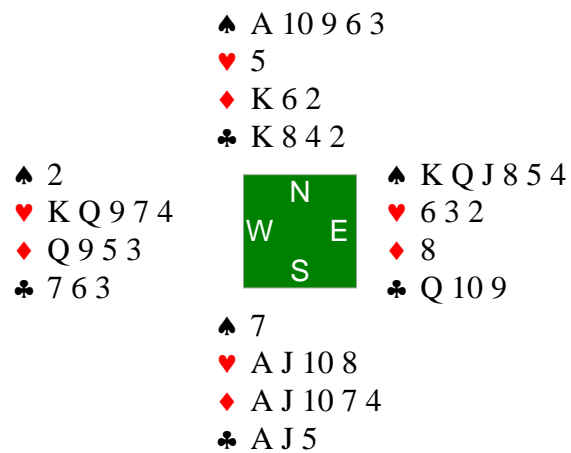 ♠ A 10 9 6 3
♥ 5
♦ K 6 2
♣ K 8 4 2
♠ 2
♥ K Q 9 7 4
♦ Q 9 5 3
♣ 7 6 3
N
W E
S
♠ K Q J 8 5 4
♥ 6 3 2
♦ 8
♣ Q 10 9
♠ 7
♥ A J 10 8
♦ A J 10 7 4
♣ A J 5